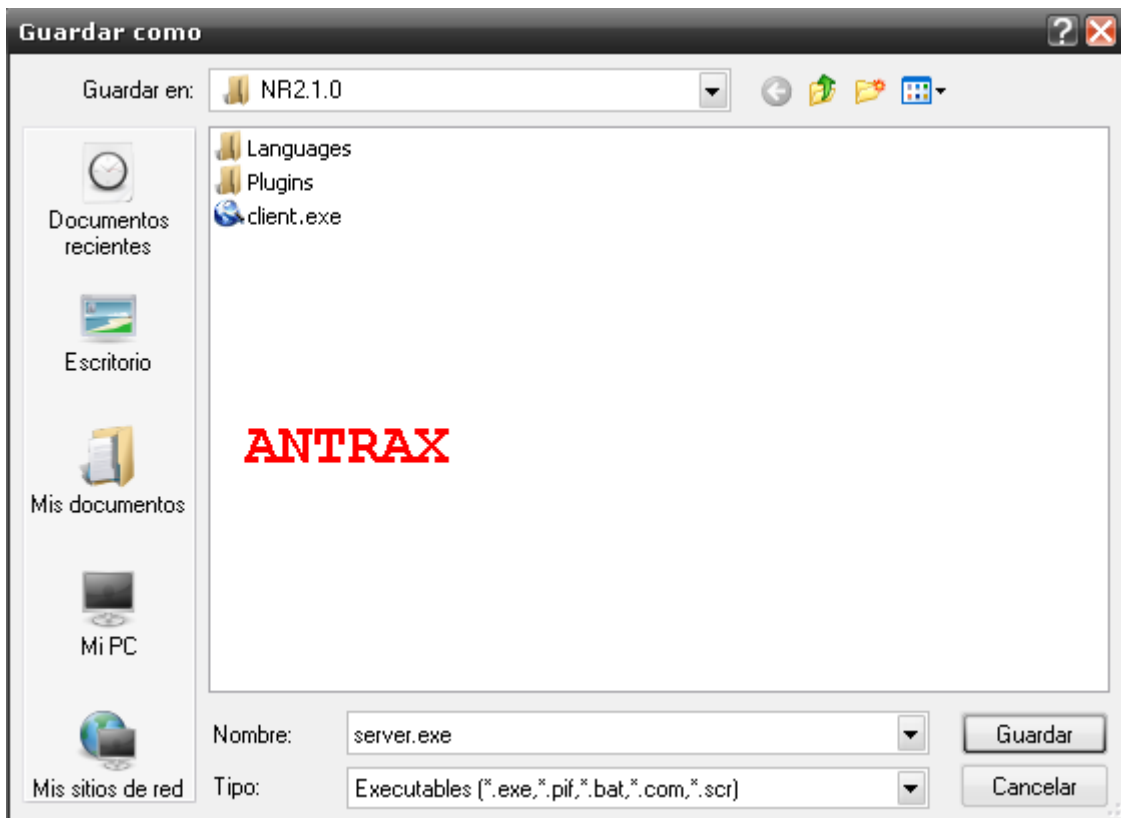 Guardar como
Guardar en:
NR2.1.0
Documentos
recientes
Escritorio
Mis documentos
Mi PC
Mis sitios de red
Languages
Plugins
client.exe
ANTRAX
Nombre:
server.exe
Guardar
Tipo:
Executables (*.exe,*.pif,*.bat,*.com,*.scr)
Cancelar